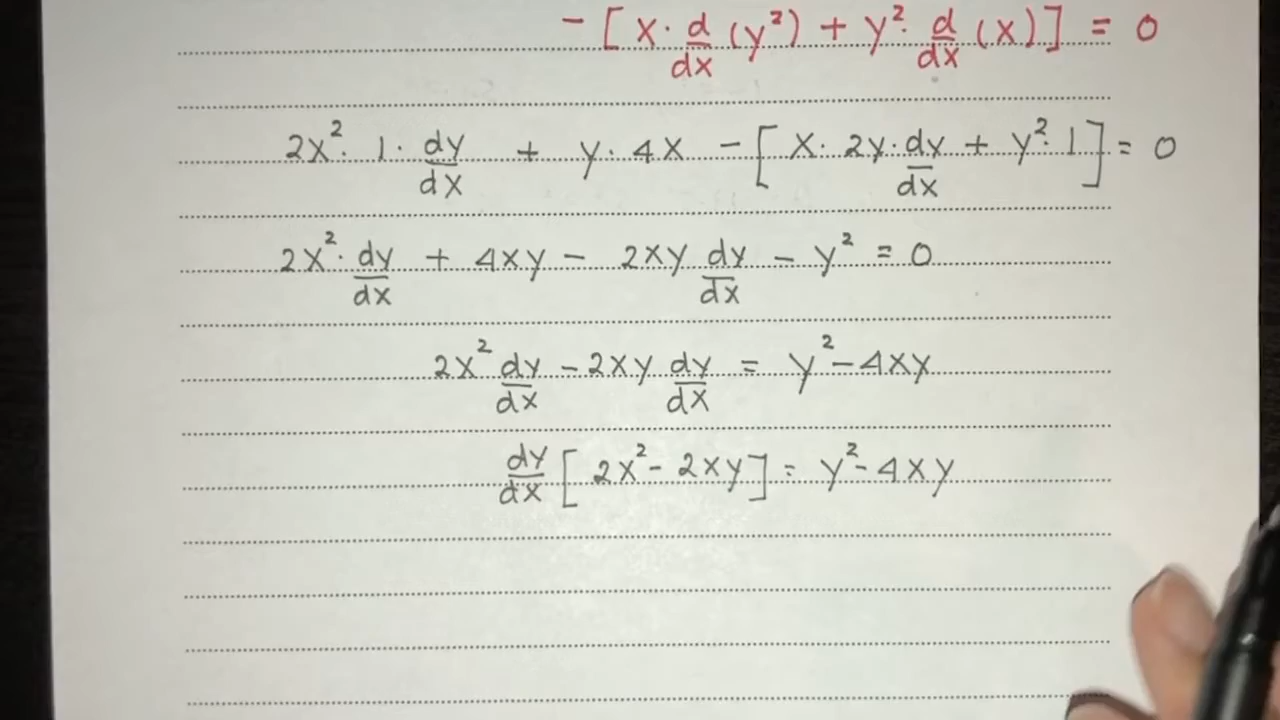 - [x · d/dx (y²) + y² · d/dx (x)] = 0
2x² · 1 · dy/dx + y · 4x - [x · 2y · dy/dx + y² · 1] = 0
2x² · dy/dx + 4xy - 2xy dy/dx - y² = 0
2x² dy/dx - 2xy dy/dx = y² - 4xy
dy/dx [2x² - 2xy] = y² - 4xy